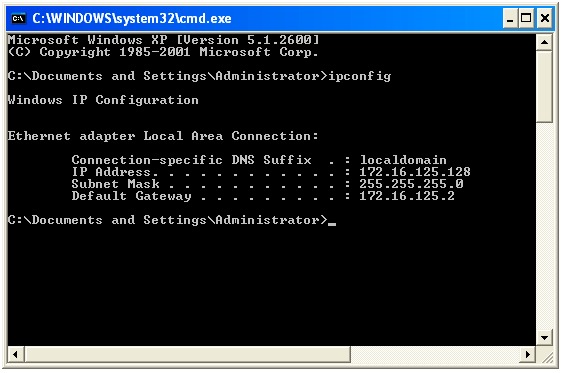 C:\WINDOWS\system32\cmd.exe
Microsoft Windows XP [Version 5.1.2600]
(C) Copyright 1985-2001 Microsoft Corp.
C:\Documents and Settings\Administrator>ipconfig
Windows IP Configuration
Ethernet adapter Local Area Connection:
Connection-specific DNS Suffix  . : localdomain
IP Address. . . . . . . . . . . . : 172.16.125.128
Subnet Mask . . . . . . . . . . . : 255.255.255.0
Default Gateway . . . . . . . . . : 172.16.125.2
C:\Documents and Settings\Administrator>_